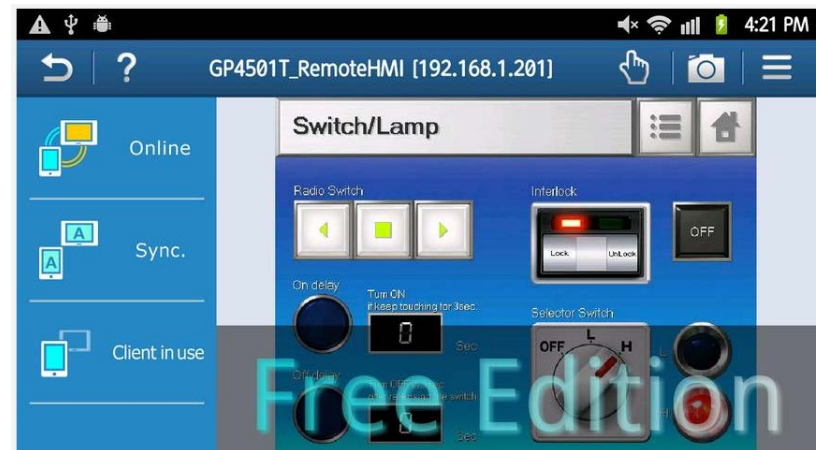 4:21 PM
? GP4501T_RemoteHMI [192.168.1.201]
Online
A
A
Sync.
Client in use
Switch/Lamp
Radio Switch
Interlock
Lock UnLock
OFF
On delay
Turn ON
if keep touching for 3sec.
0
Sec
Selector Switch
OFF L H
L
H
Off delay
0
Sec
Free Edition